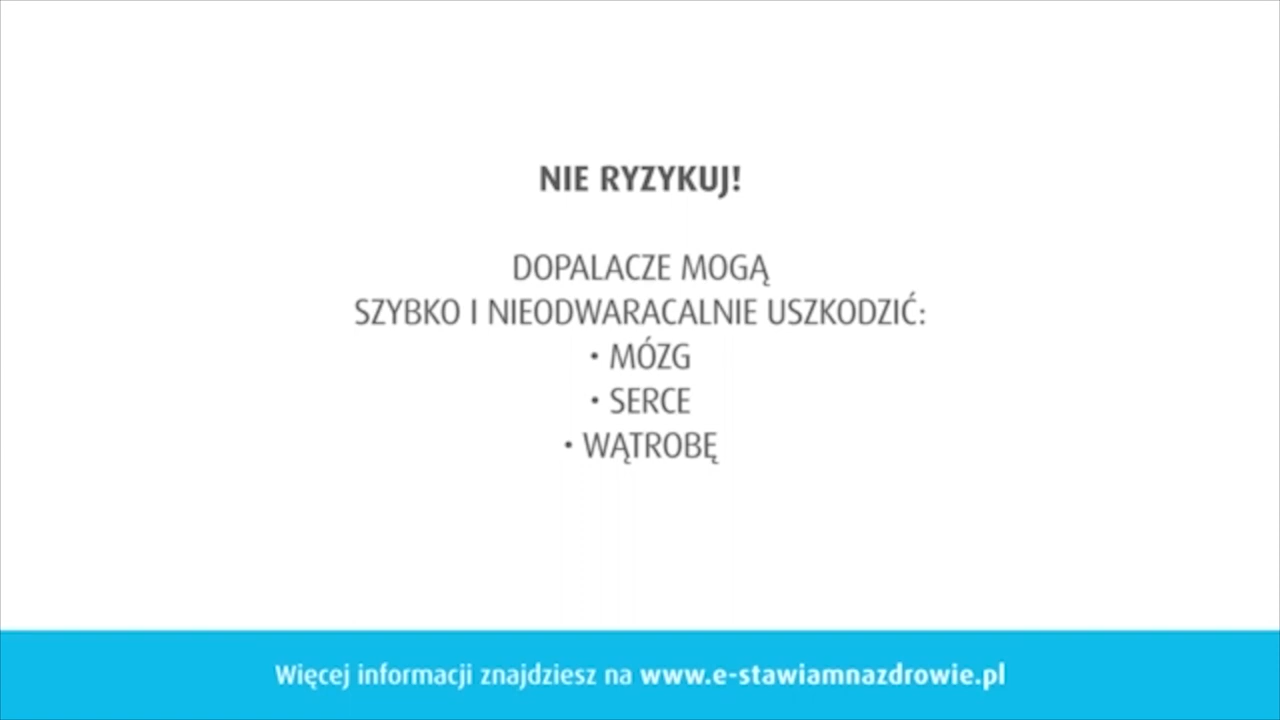 NIE RYZYKUJ!
DOPALACZE MOGĄ
SZYBKO I NIEODWARACALNIE USZKODZIĆ:
• MÓZG
• SERCE
• WĄTROBĘ
Więcej informacji znajdziesz na www.e-stawiamnazdrowie.pl